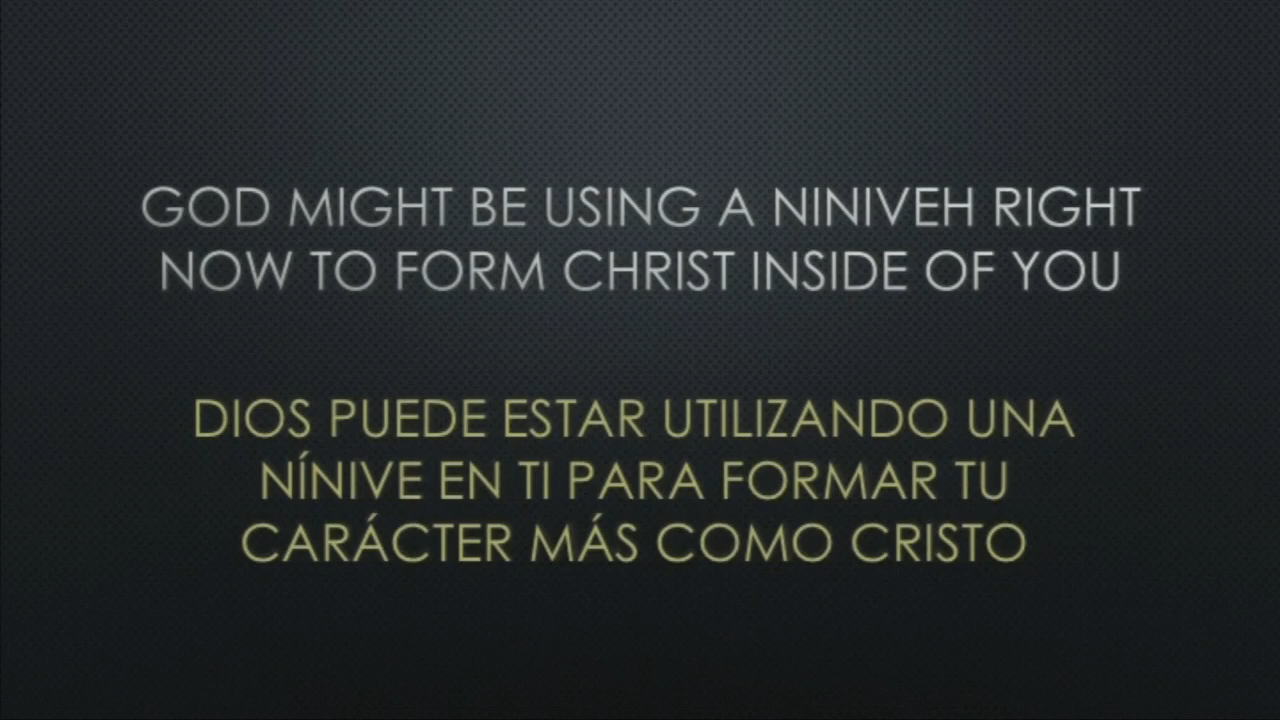 GOD MIGHT BE USING A NINIVEH RIGHT
NOW TO FORM CHRIST INSIDE OF YOU
DIOS PUEDE ESTAR UTILIZANDO UNA
NÍNIVE EN TI PARA FORMAR TU
CARÁCTER MÁS COMO CRISTO